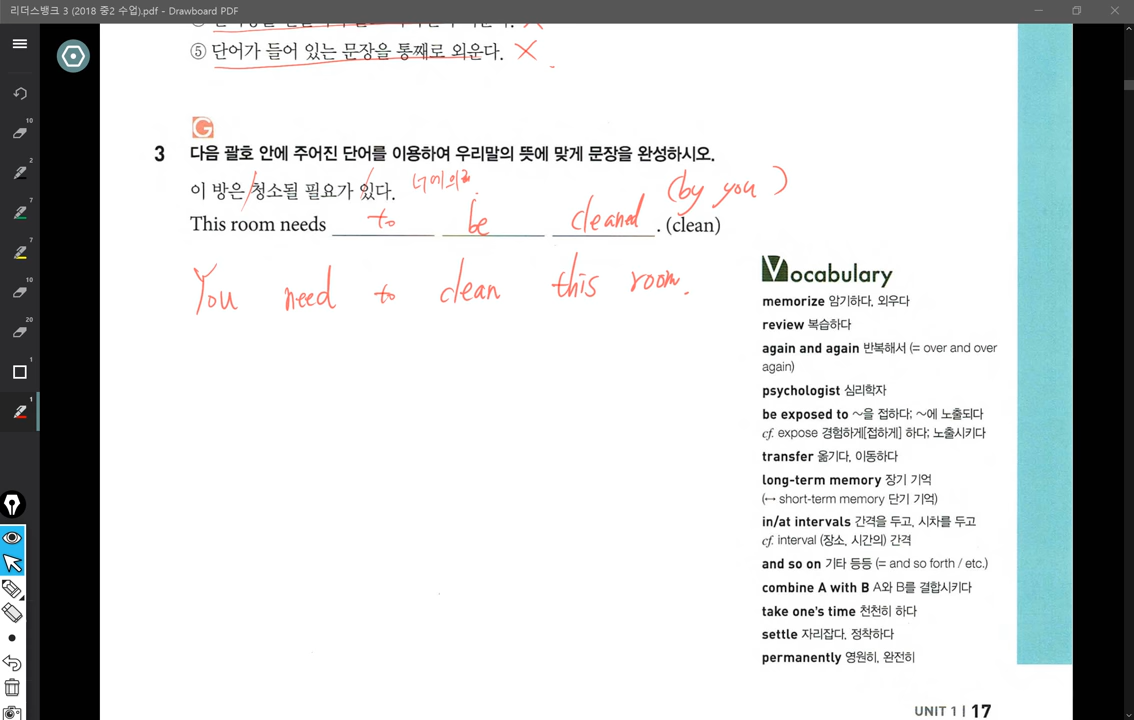 리더스뱅크 3 (2018 중2 수업).pdf - Drawboard PDF
⑤ 단어가 들어 있는 문장을 통째로 외운다. ×
G
3 다음 괄호 안에 주어진 단어를 이용하여 우리말의 뜻에 맞게 문장을 완성하시오.
이 방은 청소될 필요가 있다. 너에 의해
This room needs to be cleaned (by you) . (clean)
You need to clean this room.
Vocabulary
memorize 암기하다, 외우다
review 복습하다
again and again 반복해서 (= over and over
again)
psychologist 심리학자
be exposed to ～을 접하다; ～에 노출되다
cf. expose 경험하게[접하게] 하다; 노출시키다
transfer 옮기다, 이동하다
long-term memory 장기 기억
(↔ short-term memory 단기 기억)
in/at intervals 간격을 두고, 시차를 두고
cf. interval (장소, 시간의) 간격
and so on 기타 등등 (= and so forth / etc.)
combine A with B A와 B를 결합시키다
take one's time 천천히 하다
settle 자리잡다, 정착하다
permanently 영원히, 완전히
UNIT 1 | 17
10
2
7
7
10
20
1
1